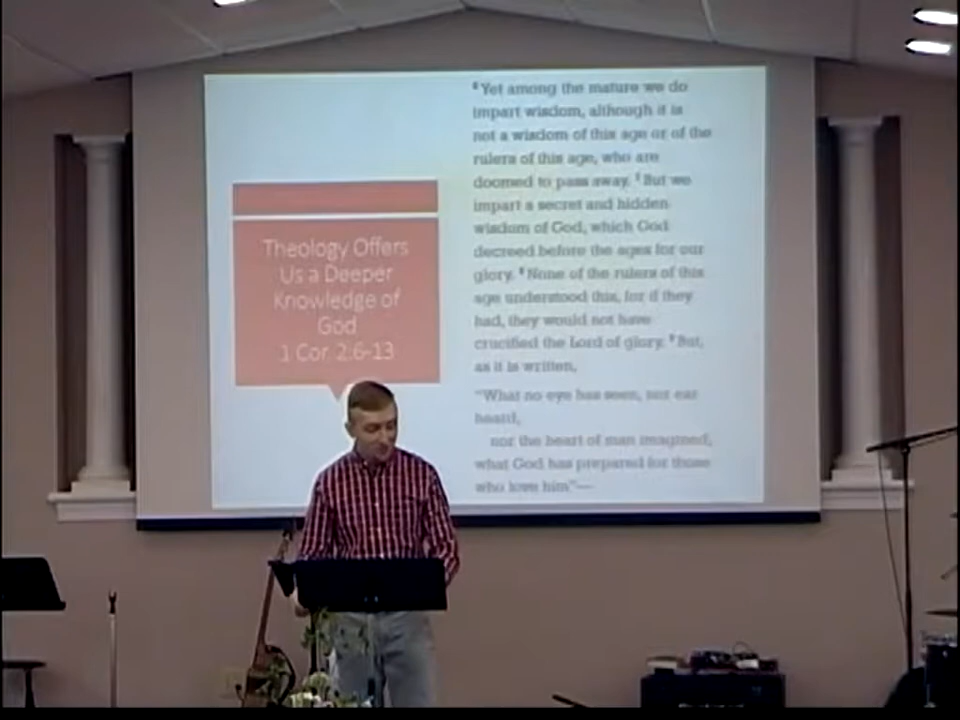 Theology Offers
Us a Deeper
Knowledge of
God
1 Cor. 2:6-13
⁶ Yet among the mature we do
impart wisdom, although it is
not a wisdom of this age or of the
rulers of this age, who are
doomed to pass away. ⁷ But we
impart a secret and hidden
wisdom of God, which God
decreed before the ages for our
glory. ⁸ None of the rulers of this
age understood this, for if they
had, they would not have
crucified the Lord of glory. ⁹ But,
as it is written,
“What no eye has seen, nor ear
heard,
nor the heart of man imagined,
what God has prepared for those
who love him”—